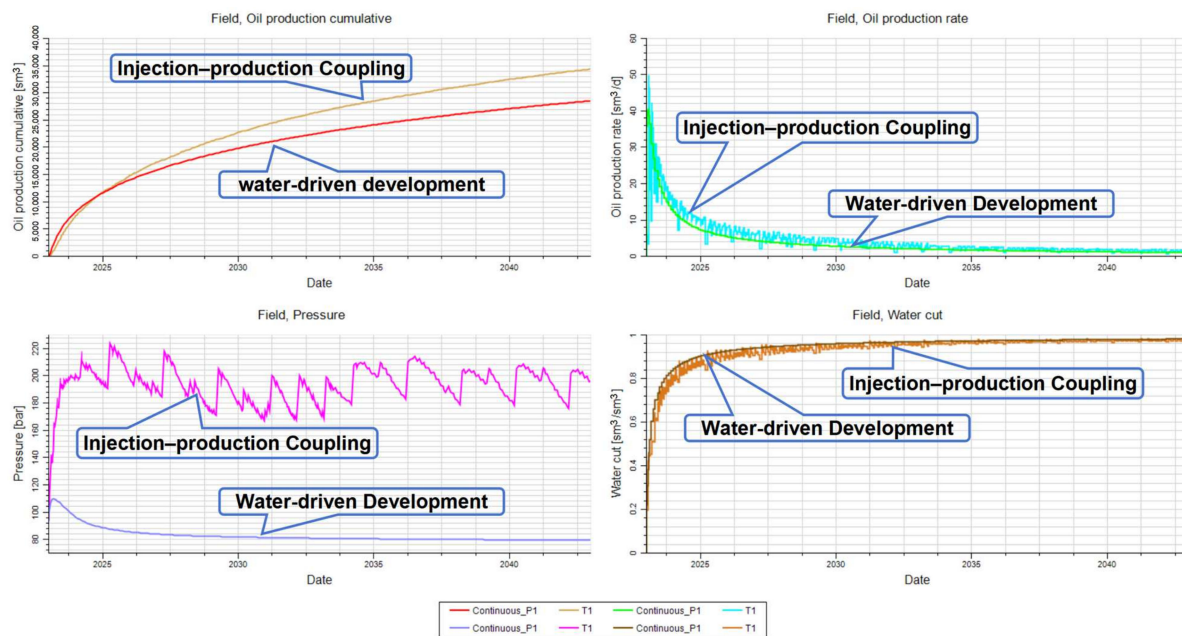 Field, Oil production cumulative
Oil production cumulative [sm³]
40.000
35.000
30.000
25.000
20.000
15.000
10.000
5.000
0
Injection–production Coupling
water-driven development
2025 2030 2035 2040
Date
Field, Oil production rate
Oil production rate [sm³/d]
60
50
40
30
20
10
0
Injection–production Coupling
Water-driven Development
2025 2030 2035 2040
Date
Field, Pressure
Pressure [bar]
220
200
180
160
140
120
100
80
Injection–production Coupling
Water-driven Development
2025 2030 2035 2040
Date
Field, Water cut
Water cut [sm³/sm³]
1
0.8
0.6
0.4
0.2
0
Injection–production Coupling
Water-driven Development
2025 2030 2035 2040
Date
Continuous_P1 T1 Continuous_P1 T1
Continuous_P1 T1 Continuous_P1 T1